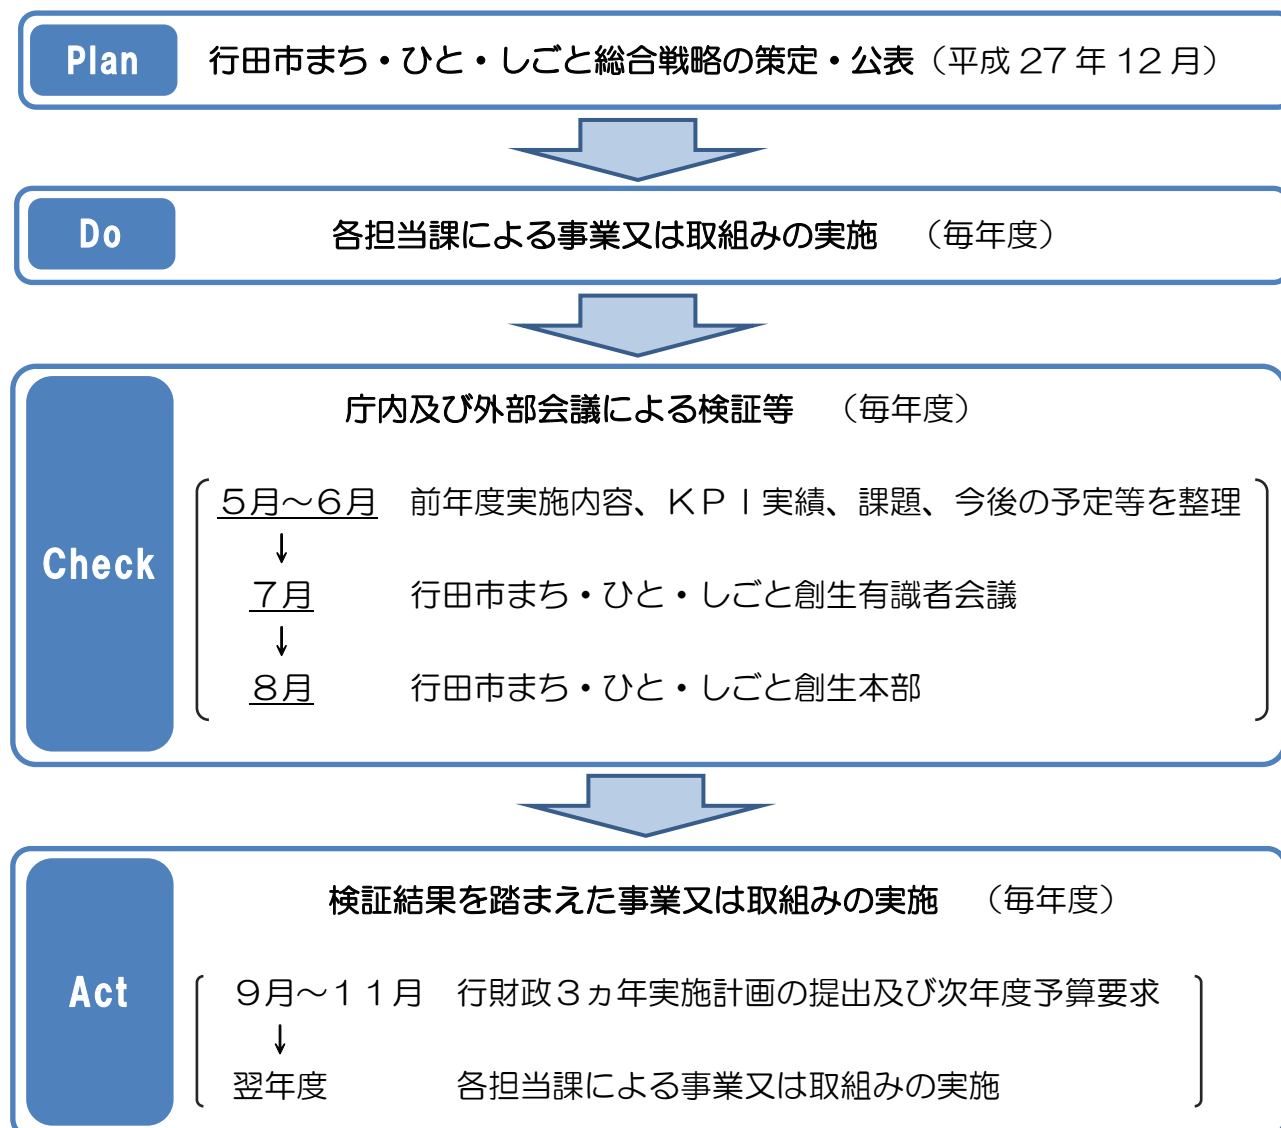 Plan 行田市まち・ひと・しごと総合戦略の策定・公表（平成 27 年 12 月）
Do 各担当課による事業又は取組みの実施 （毎年度）
庁内及び外部会議による検証等 （毎年度）
５月～６月 前年度実施内容、ＫＰＩ実績、課題、今後の予定等を整理
↓
Check
７月 行田市まち・ひと・しごと創生有識者会議
↓
８月 行田市まち・ひと・しごと創生本部
検証結果を踏まえた事業又は取組みの実施 （毎年度）
Act
９月～１１月 行財政３ヵ年実施計画の提出及び次年度予算要求
↓
翌年度 各担当課による事業又は取組みの実施